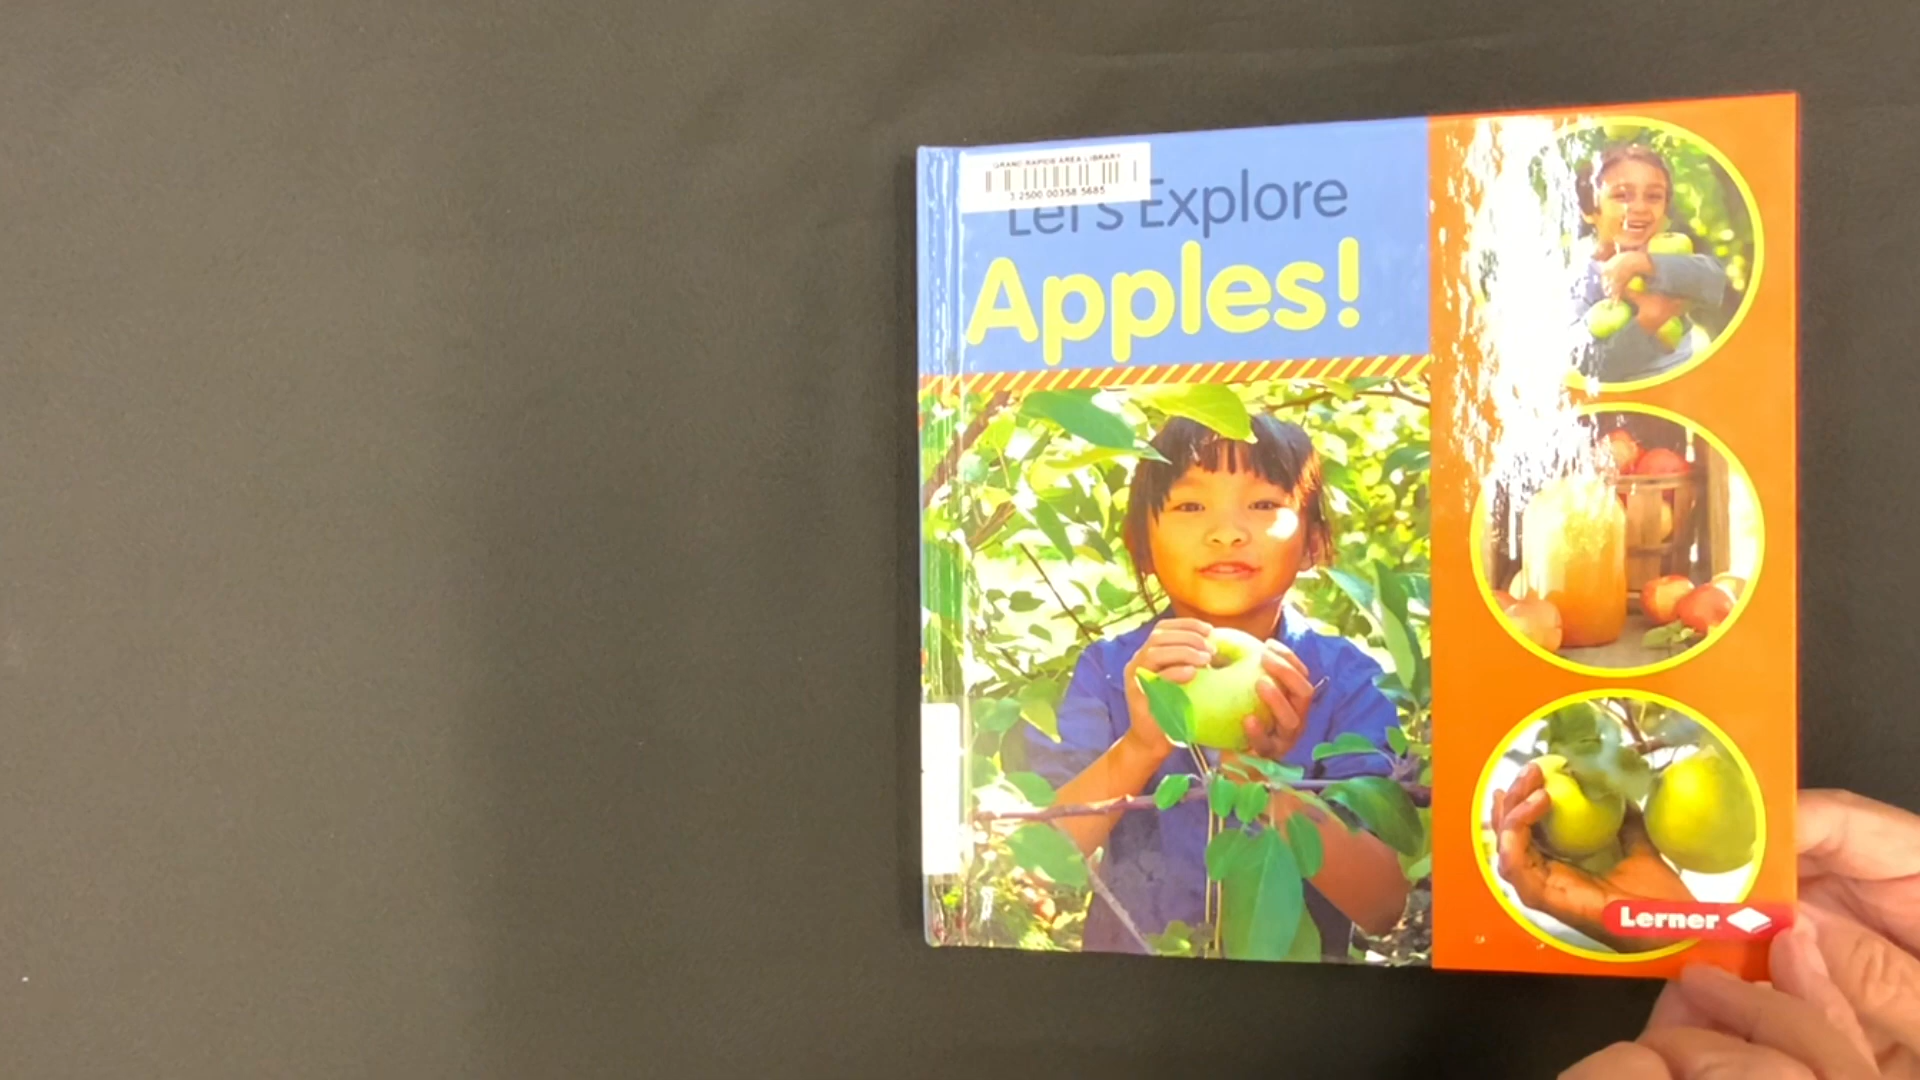 GRAND RAPIDS AREA LIBRARY
3 2500 00358 5685
Let's Explore
Apples!
Lerner